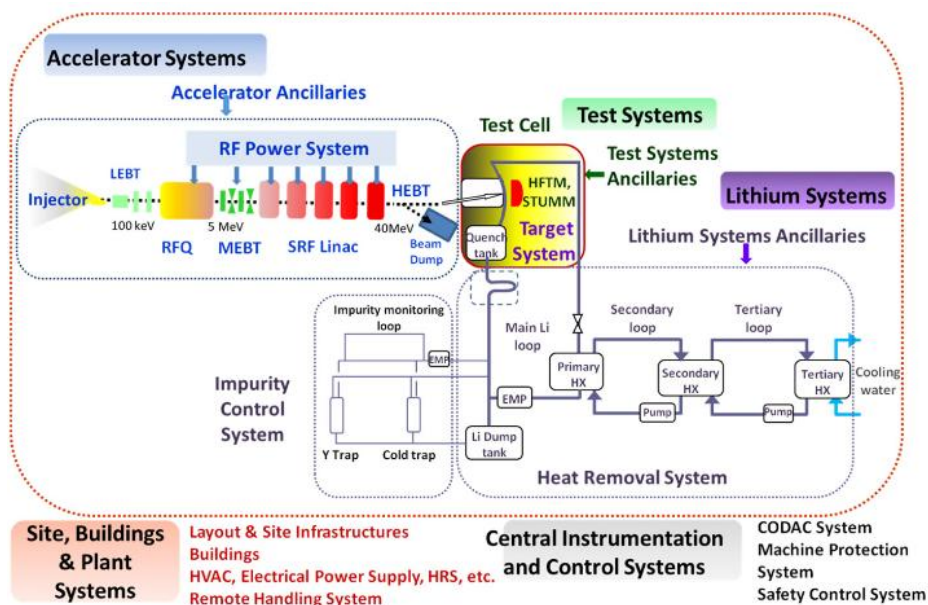 Accelerator Systems
Accelerator Ancillaries
RF Power System
LEBT
Injector
100 keV
RFQ
5 MeV
MEBT
SRF Linac
HEBT
40MeV
Beam
Dump
Test Cell
Test Systems
Test Systems
Ancillaries
HFTM,
STUMM
Target
System
Quench
tank
Lithium Systems
Lithium Systems Ancillaries
Impurity monitoring
loop
EMP
Impurity
Control
System
Y Trap
Cold trap
Main Li
loop
EMP
Li Dump
tank
Primary
HX
Secondary
loop
Pump
Secondary
HX
Tertiary
loop
Pump
Tertiary
HX
Cooling
water
Heat Removal System
Site, Buildings
& Plant
Systems
Layout & Site Infrastructures
Buildings
HVAC, Electrical Power Supply, HRS, etc.
Remote Handling System
Central Instrumentation
and Control Systems
CODAC System
Machine Protection
System
Safety Control System